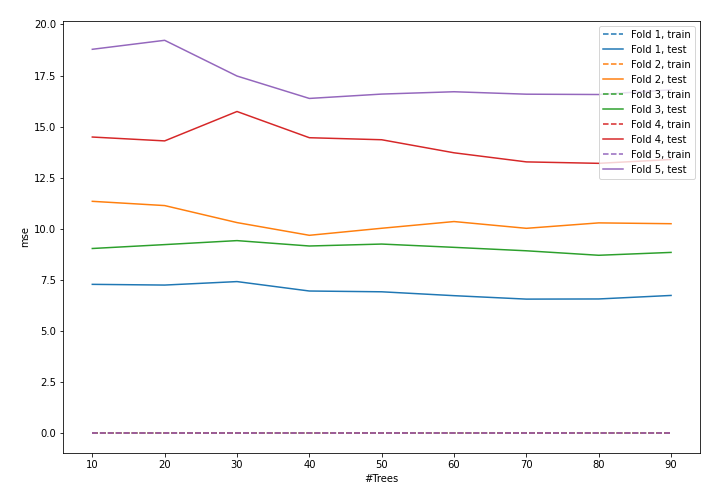 20.0
17.5
15.0
12.5
10.0
7.5
5.0
2.5
0.0
mse
10 20 30 40 50 60 70 80 90
#Trees
Fold 1, train
Fold 1, test
Fold 2, train
Fold 2, test
Fold 3, train
Fold 3, test
Fold 4, train
Fold 4, test
Fold 5, train
Fold 5, test